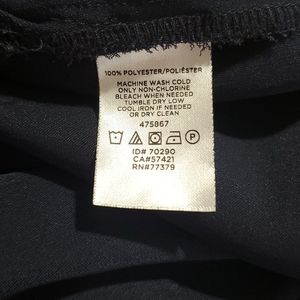 100% POLYESTER/POLIÉSTER
MACHINE WASH COLD
ONLY NON-CHLORINE
BLEACH WHEN NEEDED
TUMBLE DRY LOW
COOL IRON IF NEEDED
OR DRY CLEAN
475867
P
ID# 70290
CA#57421
RN#77379